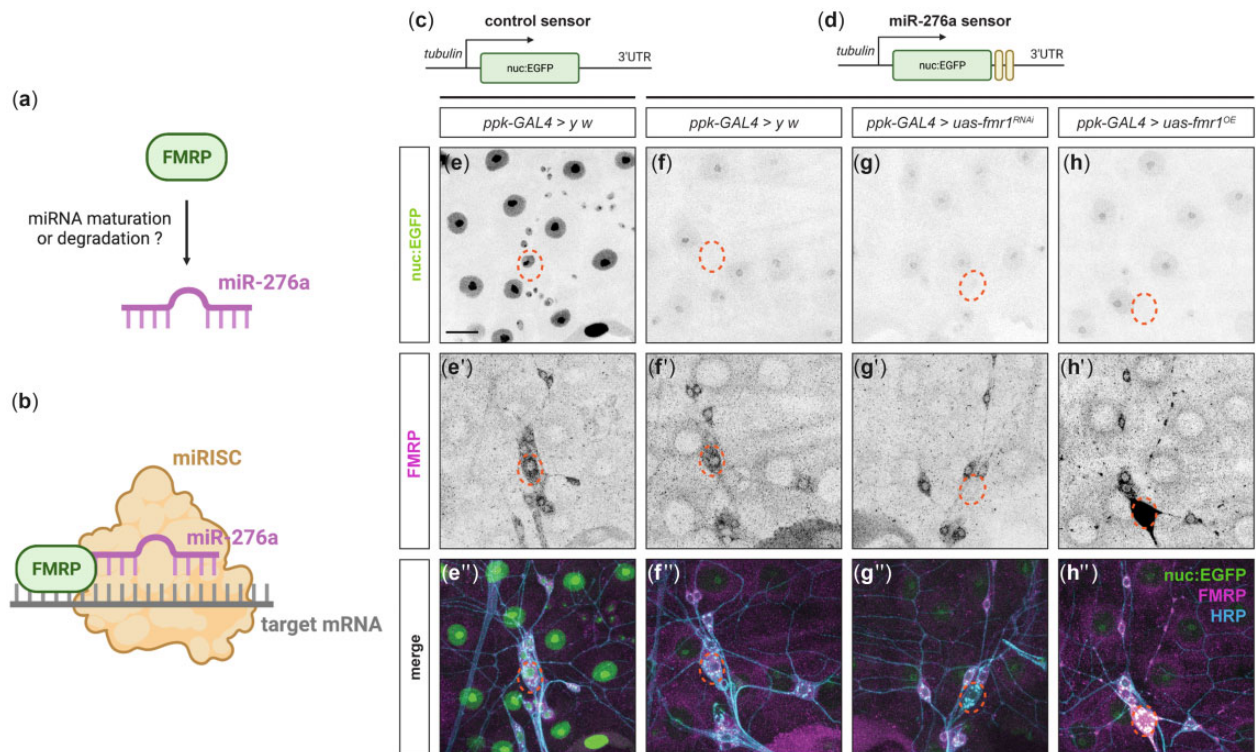 (c)
control sensor
tubulin
nuc:EGFP
3'UTR
(d)
miR-276a sensor
tubulin
nuc:EGFP
3'UTR
(a)
FMRP
miRNA maturation
or degradation ?
miR-276a
(b)
miRISC
miR-276a
FMRP
target mRNA
ppk-GAL4 > y w
ppk-GAL4 > y w
ppk-GAL4 > uas-fmr1RNAi
ppk-GAL4 > uas-fmr1OE
nuc:EGFP
(e)
(f)
(g)
(h)
FMRP
(e')
(f')
(g')
(h')
merge
(e'')
(f'')
(g'')
(h'')
nuc:EGFP
FMRP
HRP